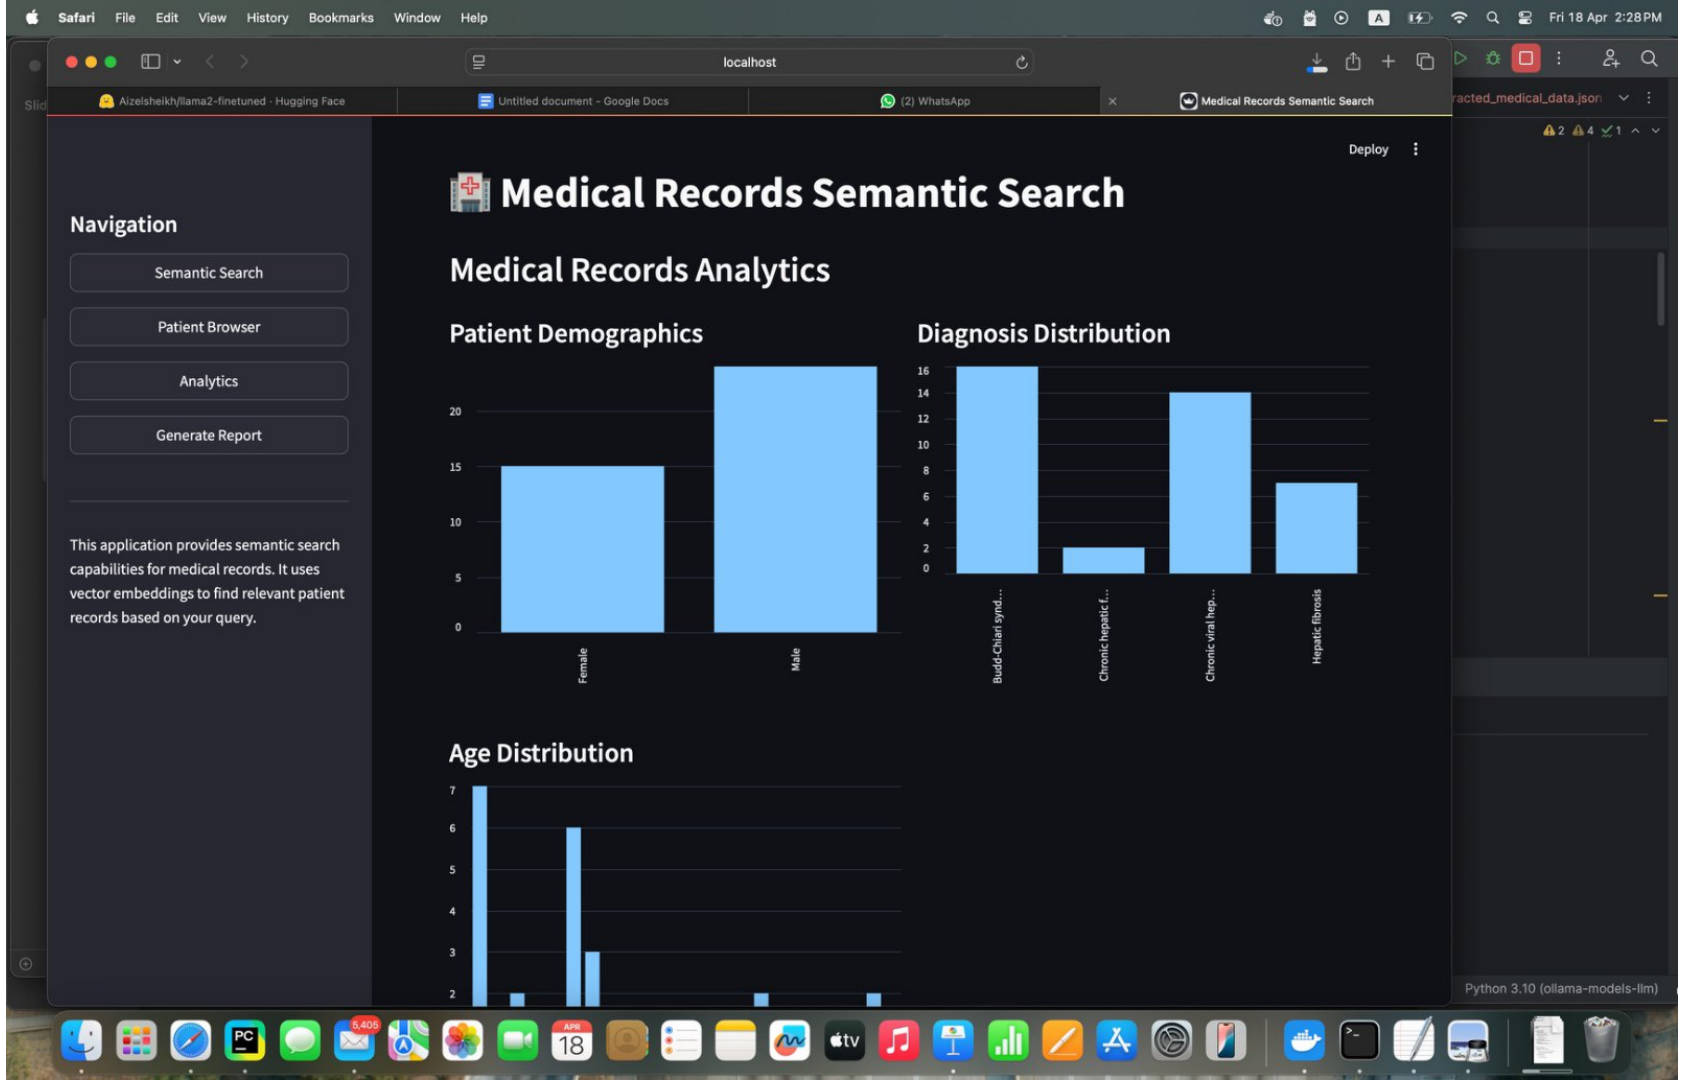 Safari File Edit View History Bookmarks Window Help
A
Fri 18 Apr 2:28 PM
localhost
Aizelsheikh/llama2-finetuned · Hugging Face
Untitled document - Google Docs
(2) WhatsApp
Medical Records Semantic Search
racted_medical_data.json
Slid
2 4 1
Deploy
Navigation
Semantic Search
Patient Browser
Analytics
Generate Report
This application provides semantic search
capabilities for medical records. It uses
vector embeddings to find relevant patient
records based on your query.
Medical Records Semantic Search
Medical Records Analytics
Patient Demographics
20
15
10
5
0
Female
Male
Diagnosis Distribution
16
14
12
10
8
6
4
2
0
Budd-Chiari synd...
Chronic hepatic f...
Chronic viral hep...
Hepatic fibrosis
Age Distribution
7
6
5
4
3
2
Python 3.10 (ollama-models-llm)
PC
5,405
APR
18
tv